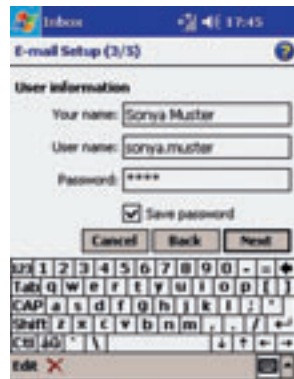 Inbox 17:45
E-mail Setup (3/5)
User information
Your name: Sonya Muster
User name: sonya.muster
Password: ****
Save password
Cancel Back Next
123 1 2 3 4 5 6 7 8 9 0 - =
Tab q w e r t y u i o p [ ]
CAP a s d f g h j k l ; '
Shift z x c v b n m , . /
Ctl áü ` \
Edit